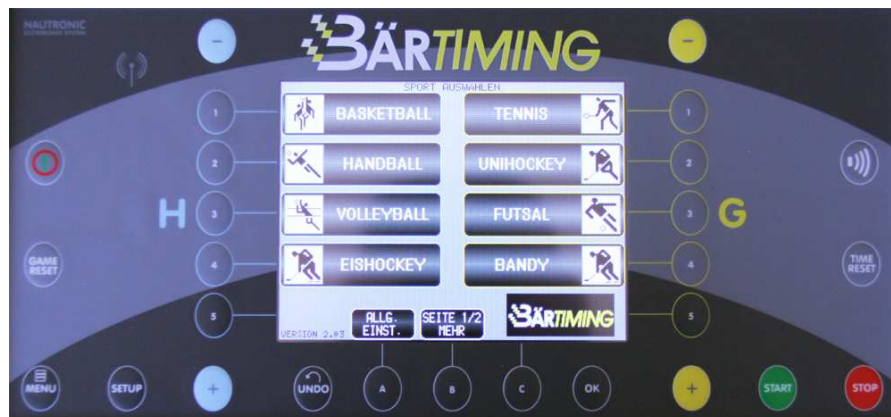 NAUTRONIC
BÄRTIMING
SPORT AUSWAHLEN
BASKETBALL
TENNIS
HANDBALL
UNIHOCKEY
VOLLEYBALL
FUTSAL
EISHOCKEY
BANDY
ALLG.
EINST.
SEITE 1/2
MEHR
BÄRTIMING
VERSION 2.03
-
1
2
3
4
5
+
H
-
1
2
3
4
5
+
G
GAME
RESET
TIME
RESET
MENU
SETUP
UNDO
A
B
C
OK
START
STOP